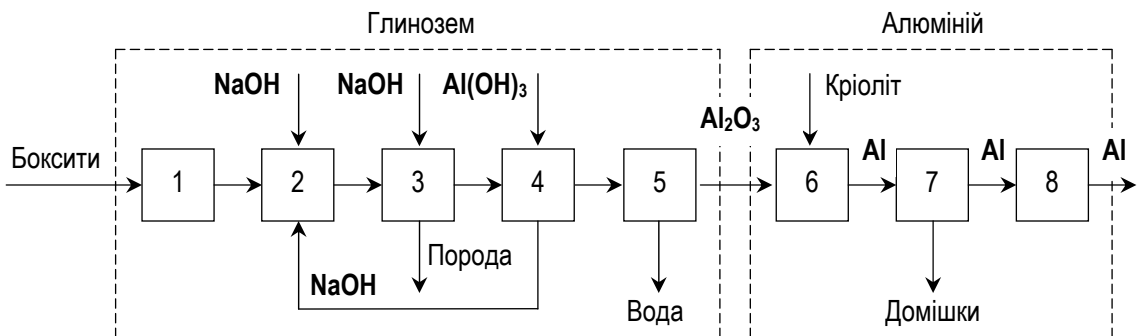 Глинозем
Алюміній
NaOH
NaOH
Al(OH)₃
Кріоліт
Al₂O₃
Боксити
Al
Al
Al
1
2
3
4
5
6
7
8
Порода
NaOH
Вода
Домішки